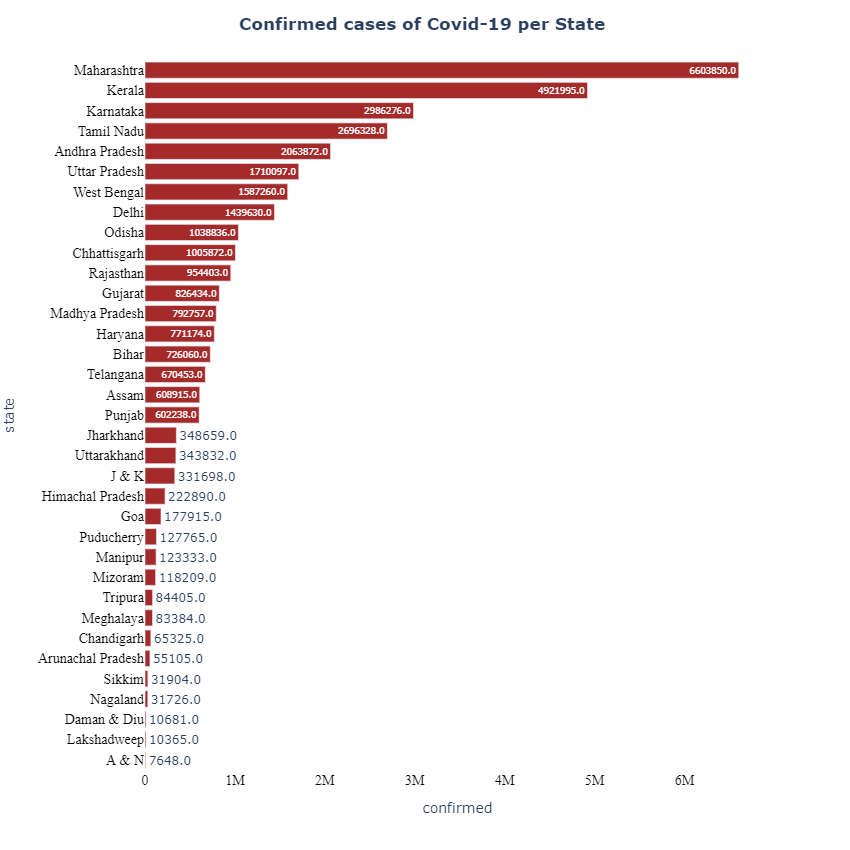 Confirmed cases of Covid-19 per State
Maharashtra 6603850.0
Kerala 4921995.0
Karnataka 2986276.0
Tamil Nadu 2696328.0
Andhra Pradesh 2063872.0
Uttar Pradesh 1710097.0
West Bengal 1587260.0
Delhi 1439630.0
Odisha 1038836.0
Chhattisgarh 1005872.0
Rajasthan 954403.0
Gujarat 826434.0
Madhya Pradesh 792757.0
Haryana 771174.0
Bihar 726060.0
Telangana 670453.0
Assam 608915.0
Punjab 602238.0
Jharkhand 348659.0
Uttarakhand 343832.0
J & K 331698.0
Himachal Pradesh 222890.0
Goa 177915.0
Puducherry 127765.0
Manipur 123333.0
Mizoram 118209.0
Tripura 84405.0
Meghalaya 83384.0
Chandigarh 65325.0
Arunachal Pradesh 55105.0
Sikkim 31904.0
Nagaland 31726.0
Daman & Diu 10681.0
Lakshadweep 10365.0
A & N 7648.0
0 1M 2M 3M 4M 5M 6M
confirmed
state